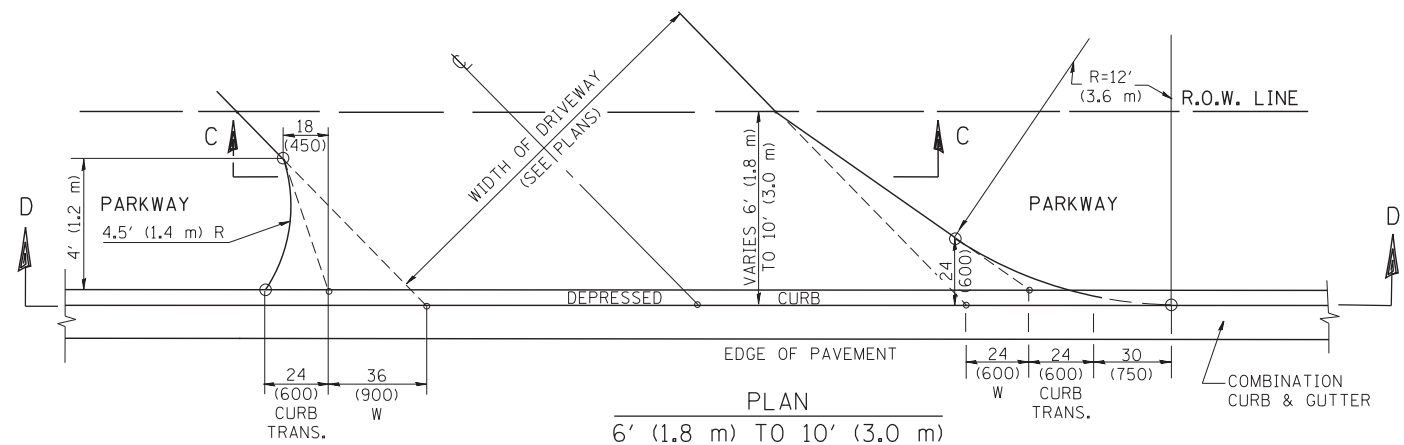 ℄
WIDTH OF DRIVEWAY
(SEE PLANS)
R=12'
(3.6 m)
R.O.W. LINE
C
18
(450)
C
4' (1.2 m)
PARKWAY
4.5' (1.4 m) R
VARIES 6' (1.8 m)
TO 10' (3.0 m)
PARKWAY
D
D
24
(600)
DEPRESSED CURB
EDGE OF PAVEMENT
24
(600)
CURB
TRANS.
36
(900)
W
24
(600)
W
24
(600)
CURB
TRANS.
30
(750)
COMBINATION
CURB & GUTTER
PLAN
6' (1.8 m) TO 10' (3.0 m)